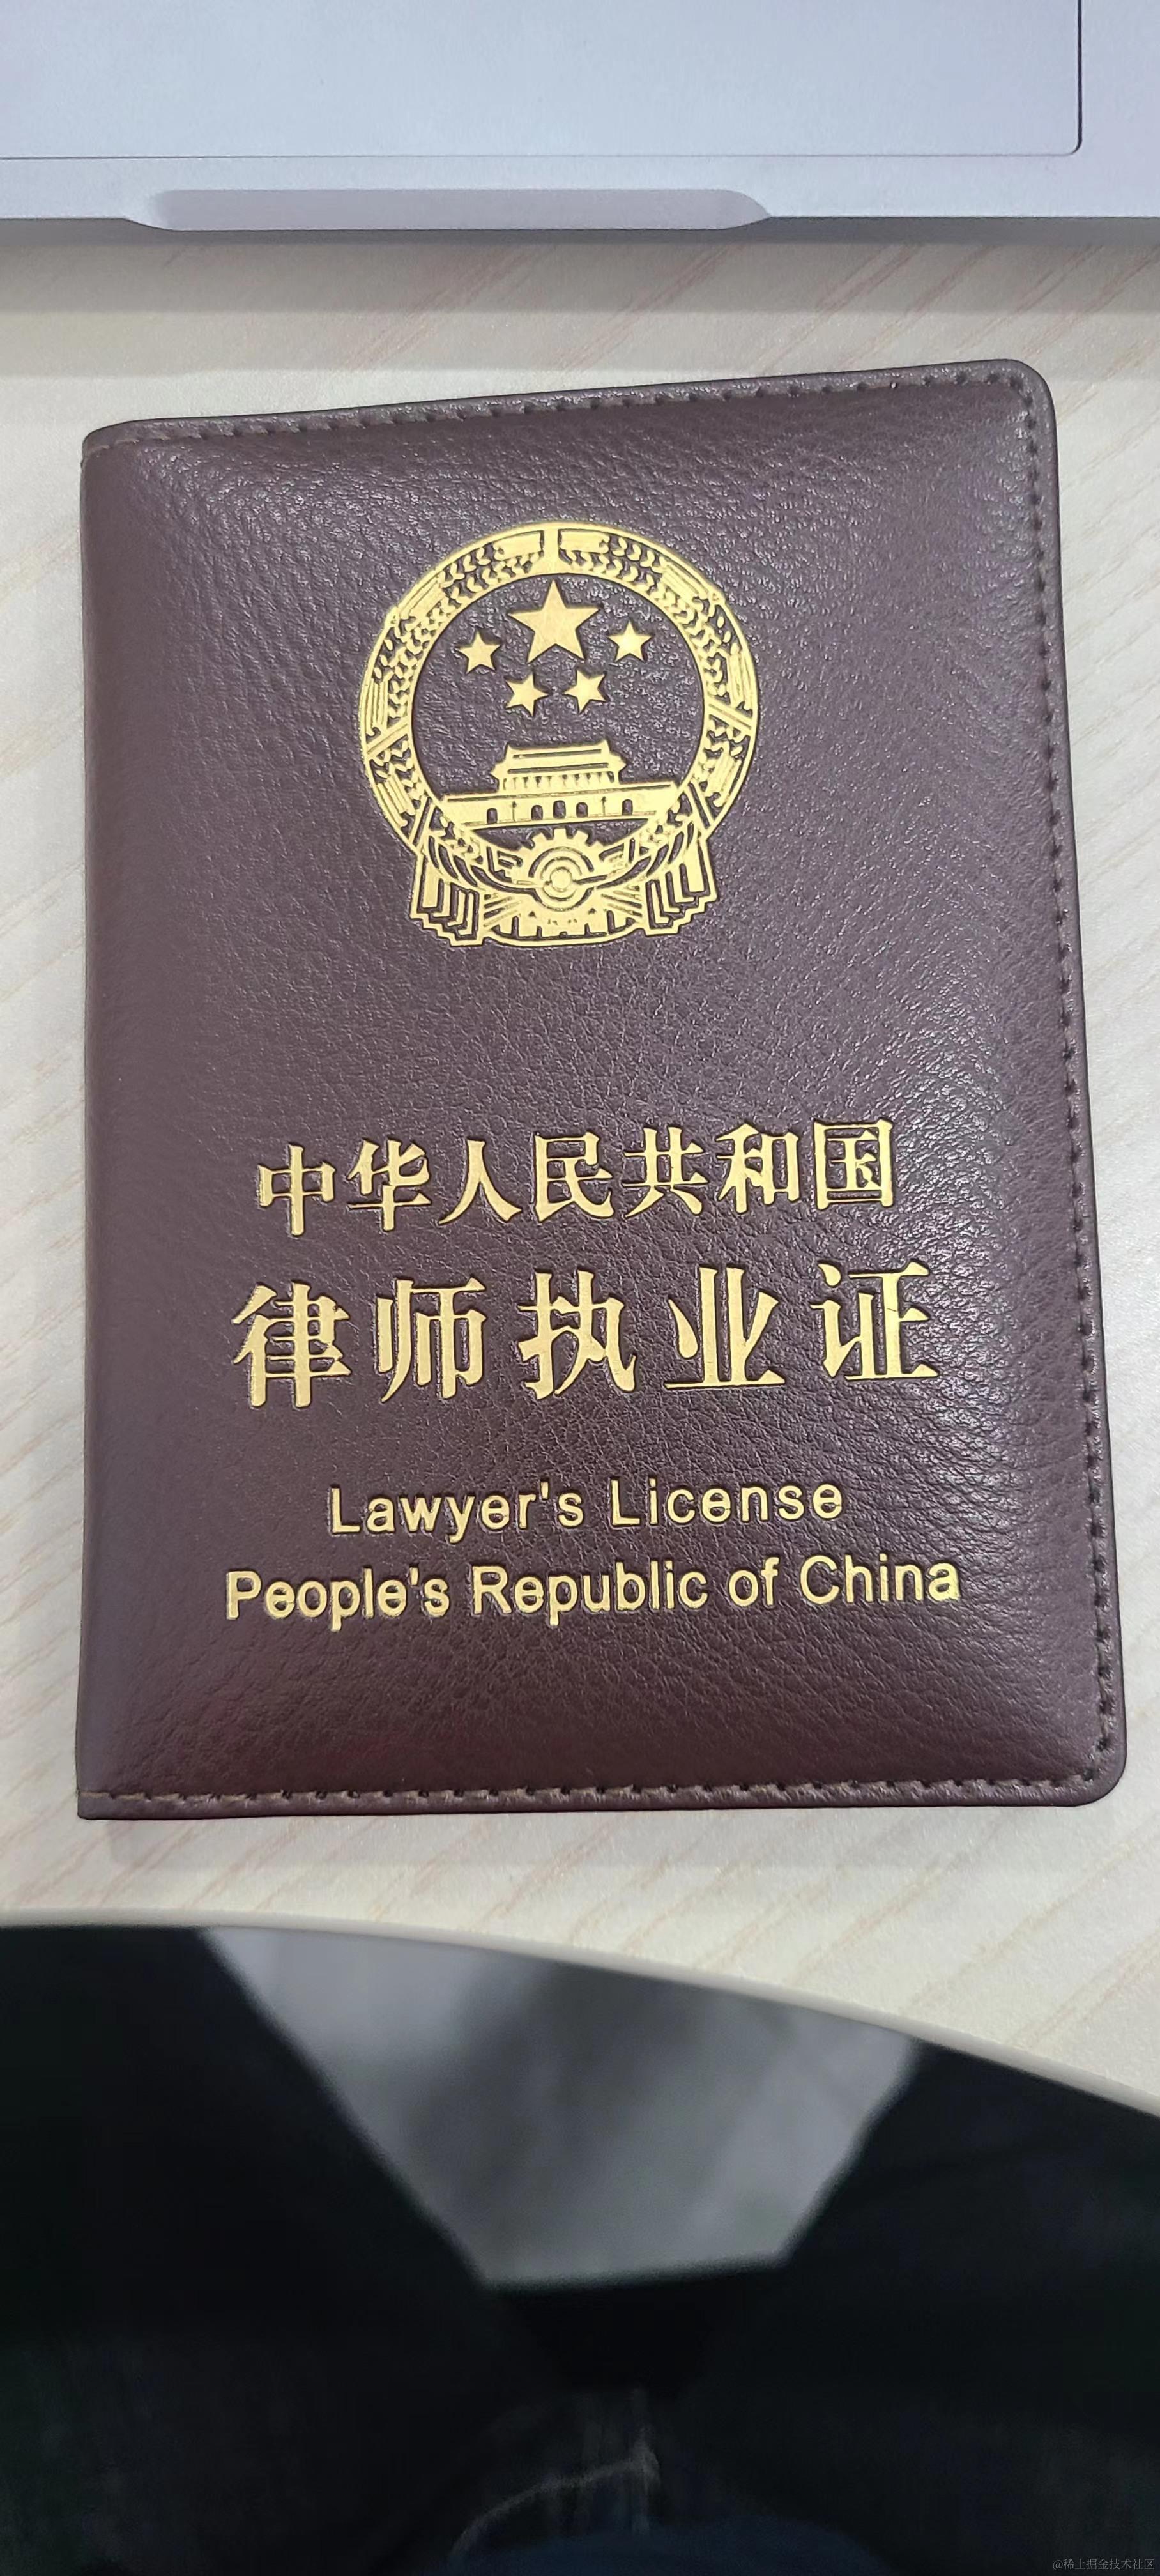 中华人民共和国
律师执业证
Lawyer's License
People's Republic of China
@稀土掘金技术社区